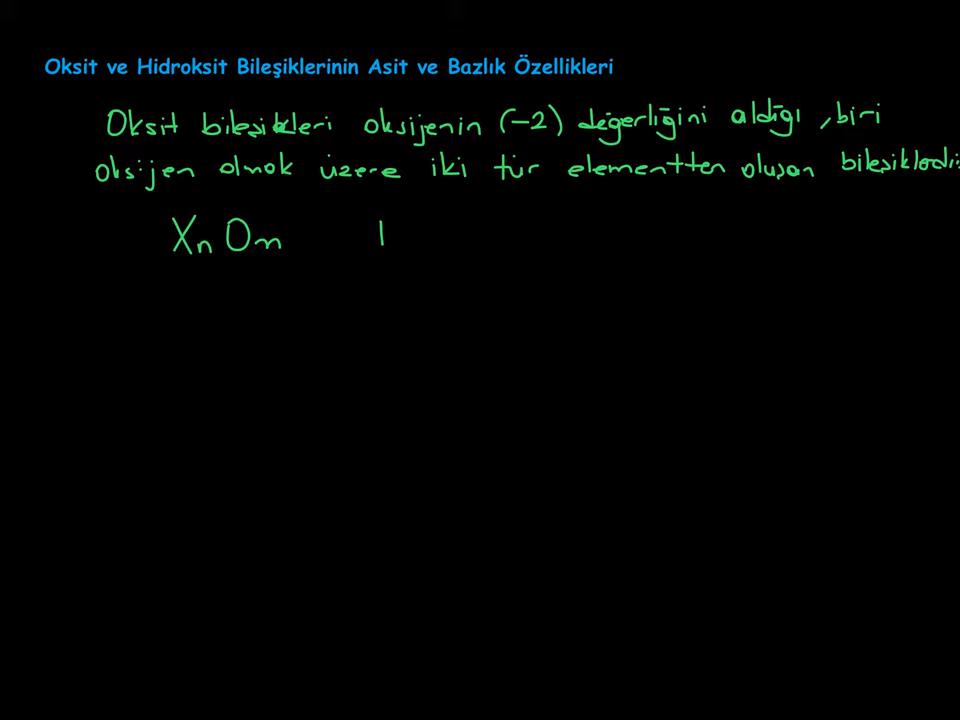 Oksit ve Hidroksit Bileşiklerinin Asit ve Bazlık Özellikleri
Oksit bileşikleri oksijenin (-2) değerliğini aldığı, biri
oksijen olmak üzere iki tür elementten oluşan bileşiklerdir
XnOm